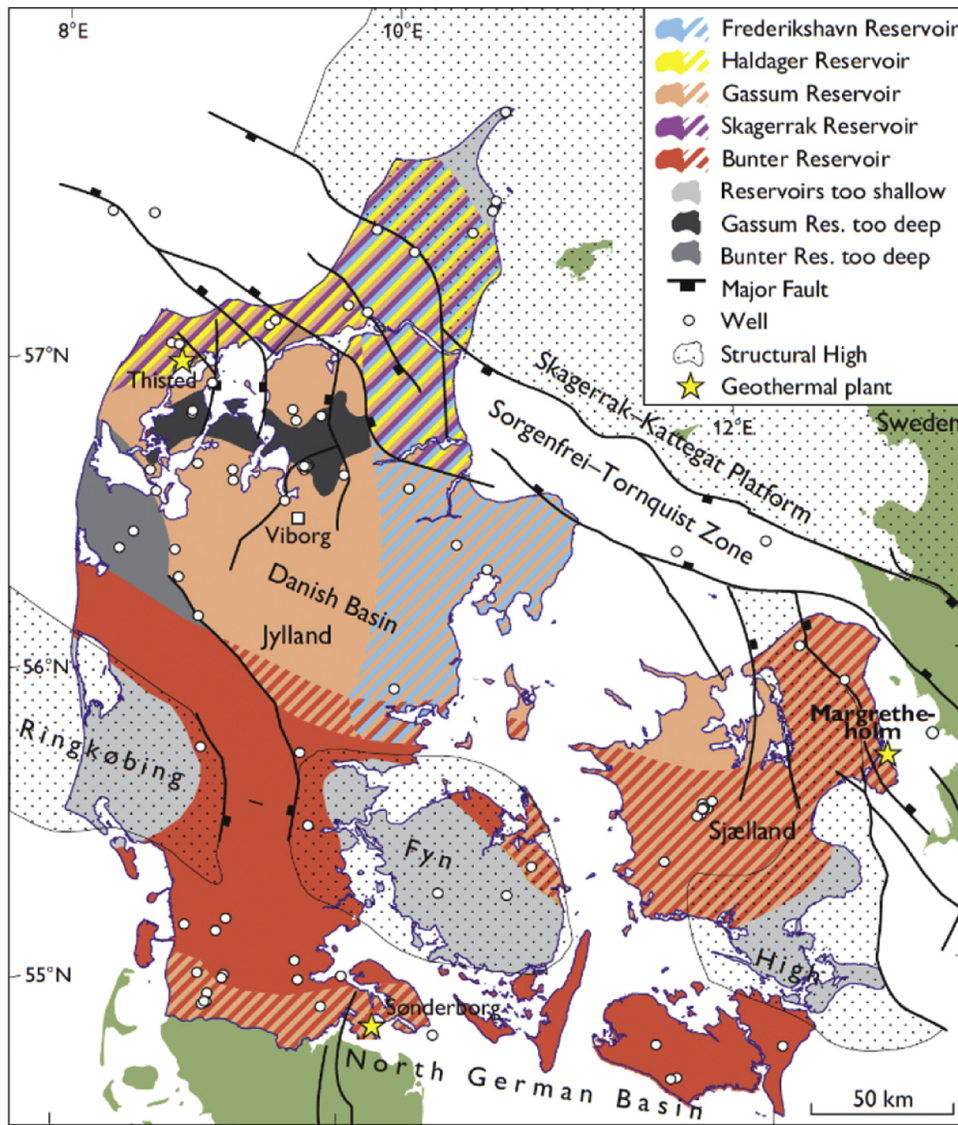 8°E
10°E
Frederikshavn Reservoir
Haldager Reservoir
Gassum Reservoir
Skagerrak Reservoir
Bunter Reservoir
Reservoirs too shallow
Gassum Res. too deep
Bunter Res. too deep
Major Fault
Well
Structural High
Geothermal plant
57°N
Thisted
Skagerrak–Kattegat Platform
12°E
Sweden
Sorgenfrei–Tornquist Zone
Viborg
Danish Basin
Jylland
56°N
Ringkøbing
Margrethe-
holm
Sjælland
Fyn
High
55°N
Sønderborg
North German Basin
50 km